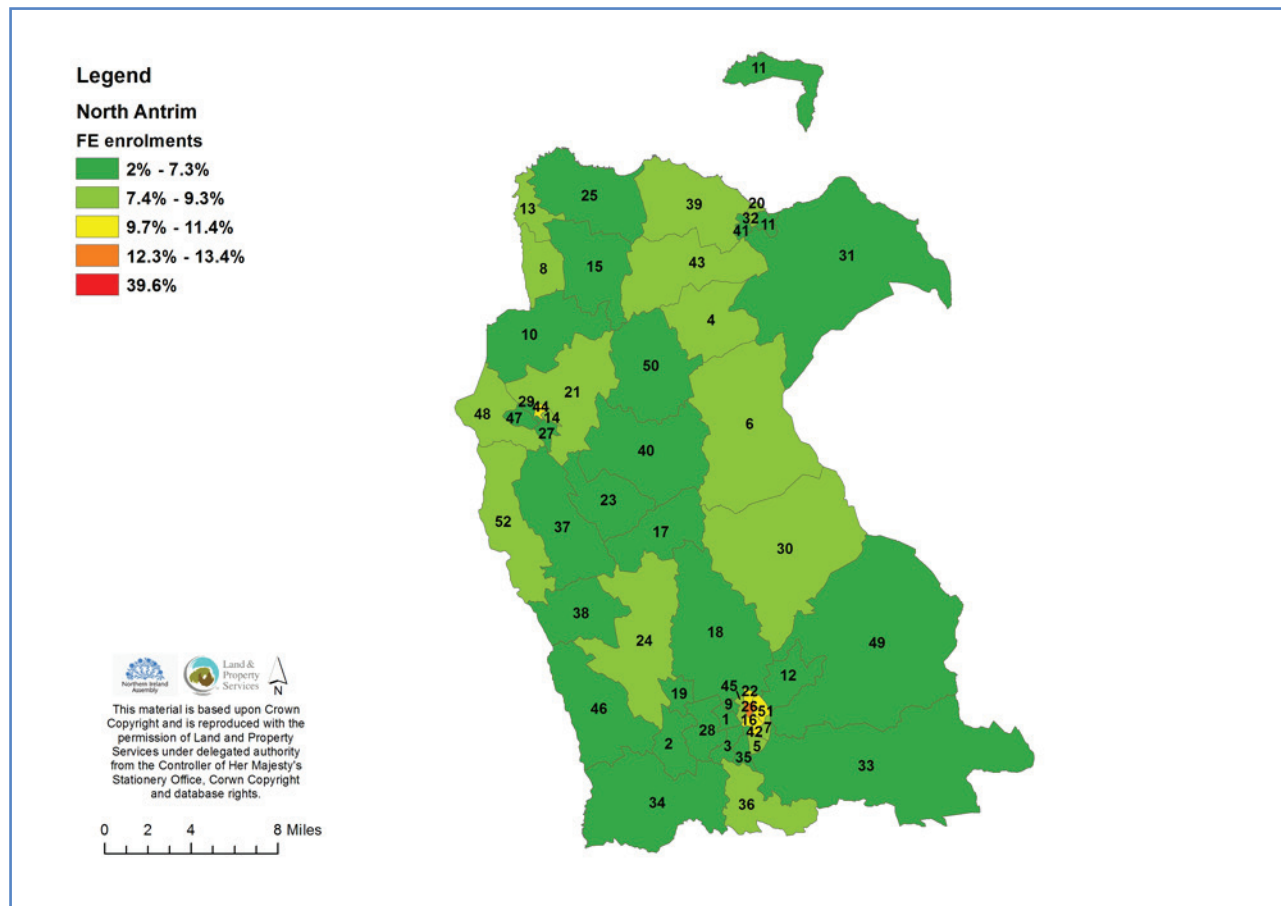 Legend
North Antrim
FE enrolments
2% - 7.3%
7.4% - 9.3%
9.7% - 11.4%
12.3% - 13.4%
39.6%
11
25
39
20
13
32
11
41
31
43
15
8
4
10
50
21
29
44
48
47
14
6
27
40
23
52
37
17
30
38
18
24
49
12
45
22
19
9
26
51
46
1
16
7
28
42
2
3
5
35
33
34
36
Northern Ireland
Assembly
Land &
Property
Services
N
This material is based upon Crown
Copyright and is reproduced with the
permission of Land and Property
Services under delegated authority
from the Controller of Her Majesty's
Stationery Office, Corwn Copyright
and database rights.
0 2 4 8 Miles